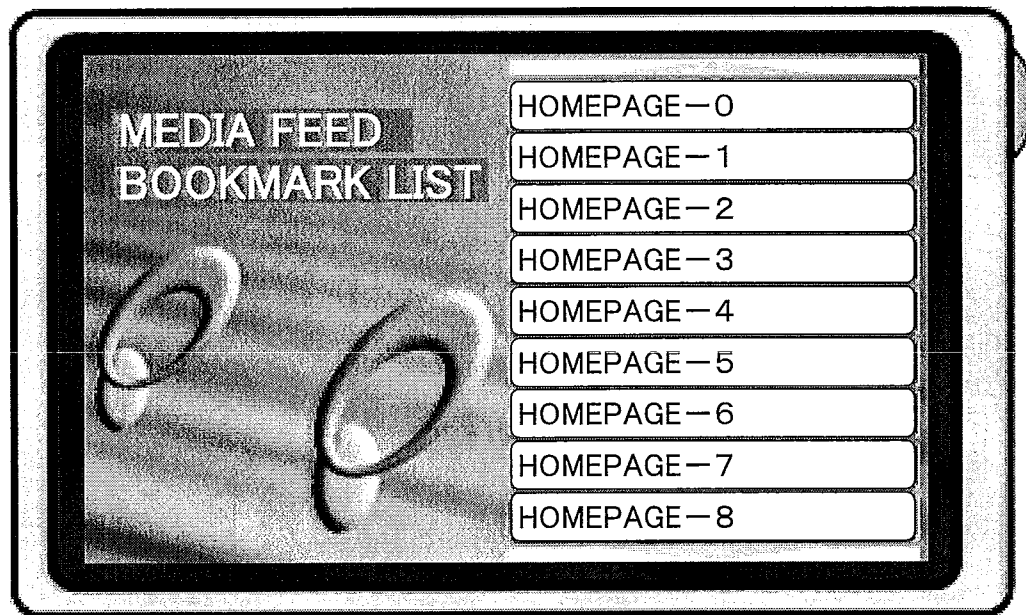 MEDIA FEED
BOOKMARK LIST
HOMEPAGE－0
HOMEPAGE－1
HOMEPAGE－2
HOMEPAGE－3
HOMEPAGE－4
HOMEPAGE－5
HOMEPAGE－6
HOMEPAGE－7
HOMEPAGE－8